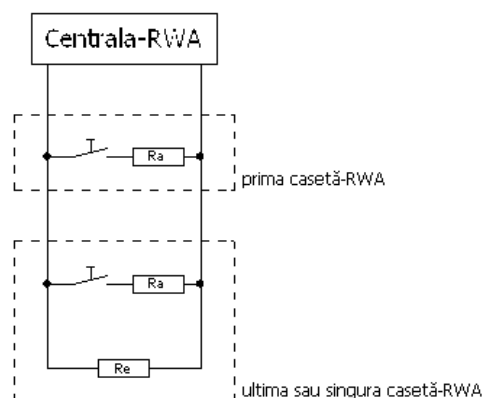 Centrala-RWA
T
Ra
prima casetă-RWA
T
Ra
Re
ultima sau singura casetă-RWA